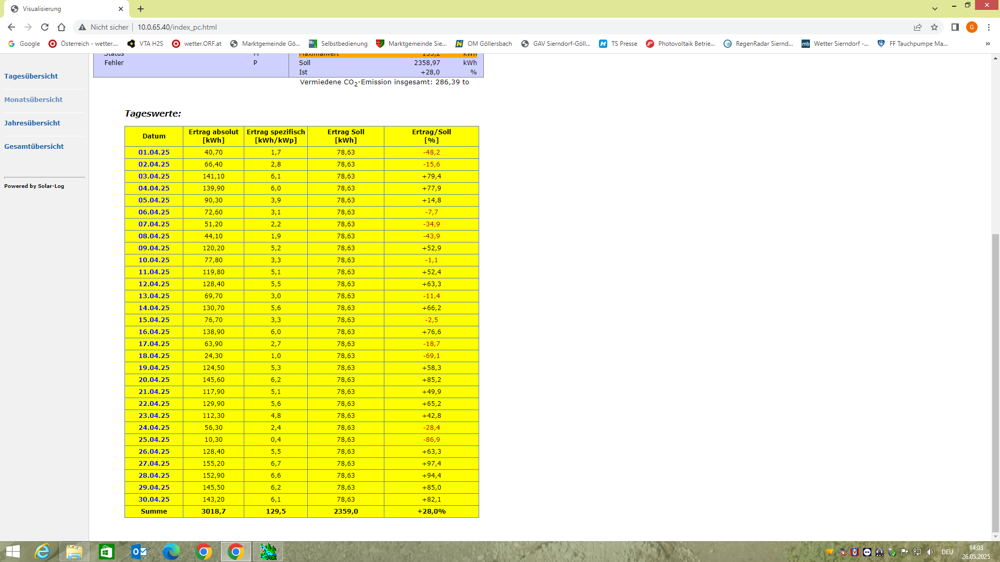 Visualisierung
Nicht sicher 10.0.65.40/index_pc.html
G
Google Österreich - wetter.... VTA H2S wetter.ORF.at Marktgemeinde Gö... Selbstbedienung Marktgemeinde Sie... OM Göllersbach GAV Sierndorf-Göll... TS Presse Photovoltaik Betrie... RegenRadar Siernd... Wetter Sierndorf -... FF Tauchpumpe Ma... »
Status M Maximalwert 155,2 kWh
Fehler P Soll 2358,97 kWh
Ist +28,0 %
Vermiedene CO2-Emission insgesamt: 286,39 to
Tagesübersicht
Monatsübersicht
Jahresübersicht
Gesamtübersicht
Powered by Solar-Log
Tageswerte:
Datum Ertrag absolut [kWh] Ertrag spezifisch [kWh/kWp] Ertrag Soll [kWh] Ertrag/Soll [%]
01.04.25 40,70 1,7 78,63 -48,2
02.04.25 66,40 2,8 78,63 -15,6
03.04.25 141,10 6,1 78,63 +79,4
04.04.25 139,90 6,0 78,63 +77,9
05.04.25 90,30 3,9 78,63 +14,8
06.04.25 72,60 3,1 78,63 -7,7
07.04.25 51,20 2,2 78,63 -34,9
08.04.25 44,10 1,9 78,63 -43,9
09.04.25 120,20 5,2 78,63 +52,9
10.04.25 77,80 3,3 78,63 -1,1
11.04.25 119,80 5,1 78,63 +52,4
12.04.25 128,40 5,5 78,63 +63,3
13.04.25 69,70 3,0 78,63 -11,4
14.04.25 130,70 5,6 78,63 +66,2
15.04.25 76,70 3,3 78,63 -2,5
16.04.25 138,90 6,0 78,63 +76,6
17.04.25 63,90 2,7 78,63 -18,7
18.04.25 24,30 1,0 78,63 -69,1
19.04.25 124,50 5,3 78,63 +58,3
20.04.25 145,60 6,2 78,63 +85,2
21.04.25 117,90 5,1 78,63 +49,9
22.04.25 129,90 5,6 78,63 +65,2
23.04.25 112,30 4,8 78,63 +42,8
24.04.25 56,30 2,4 78,63 -28,4
25.04.25 10,30 0,4 78,63 -86,9
26.04.25 128,40 5,5 78,63 +63,3
27.04.25 155,20 6,7 78,63 +97,4
28.04.25 152,90 6,6 78,63 +94,4
29.04.25 145,50 6,2 78,63 +85,0
30.04.25 143,20 6,1 78,63 +82,1
Summe 3018,7 129,5 2359,0 +28,0%
PDE
DEU
14:03
26.05.2025